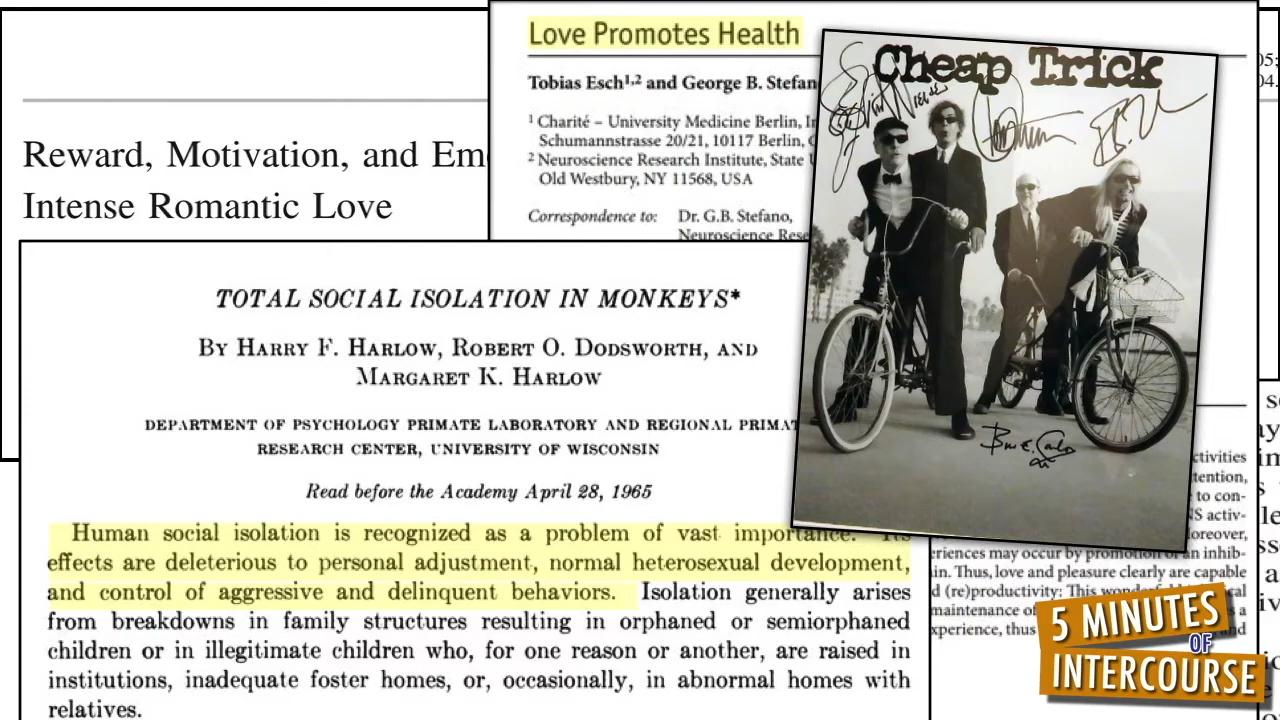 Reward, Motivation, and Em
Intense Romantic Love
Love Promotes Health
Tobias Esch1,2 and George B. Stefan
1 Charité – University Medicine Berlin, In
Schumannstrasse 20/21, 10117 Berlin,
2 Neuroscience Research Institute, State
Old Westbury, NY 11568, USA
Correspondence to: Dr. G.B. Stefano,
Neuroscience Rese
Cheap Trick
TOTAL SOCIAL ISOLATION IN MONKEYS*
BY HARRY F. HARLOW, ROBERT O. DODSWORTH, AND
MARGARET K. HARLOW
DEPARTMENT OF PSYCHOLOGY PRIMATE LABORATORY AND REGIONAL PRIMAT
RESEARCH CENTER, UNIVERSITY OF WISCONSIN
Read before the Academy April 28, 1965
Human social isolation is recognized as a problem of vast importance. Its
effects are deleterious to personal adjustment, normal heterosexual development,
and control of aggressive and delinquent behaviors. Isolation generally arises
from breakdowns in family structures resulting in orphaned or semiorphaned
children or in illegitimate children who, for one reason or another, are raised in
institutions, inadequate foster homes, or, occasionally, in abnormal homes with
relatives.
Bun E. Carlos
ctivities
tention,
to con-
NS activ-
oreover,
eriences may occur by promotion of an inhib-
in. Thus, love and pleasure clearly are capable
d (re)productivity: This
maintenance of
xperience, thus
5 MINUTES
OF
INTERCOURSE